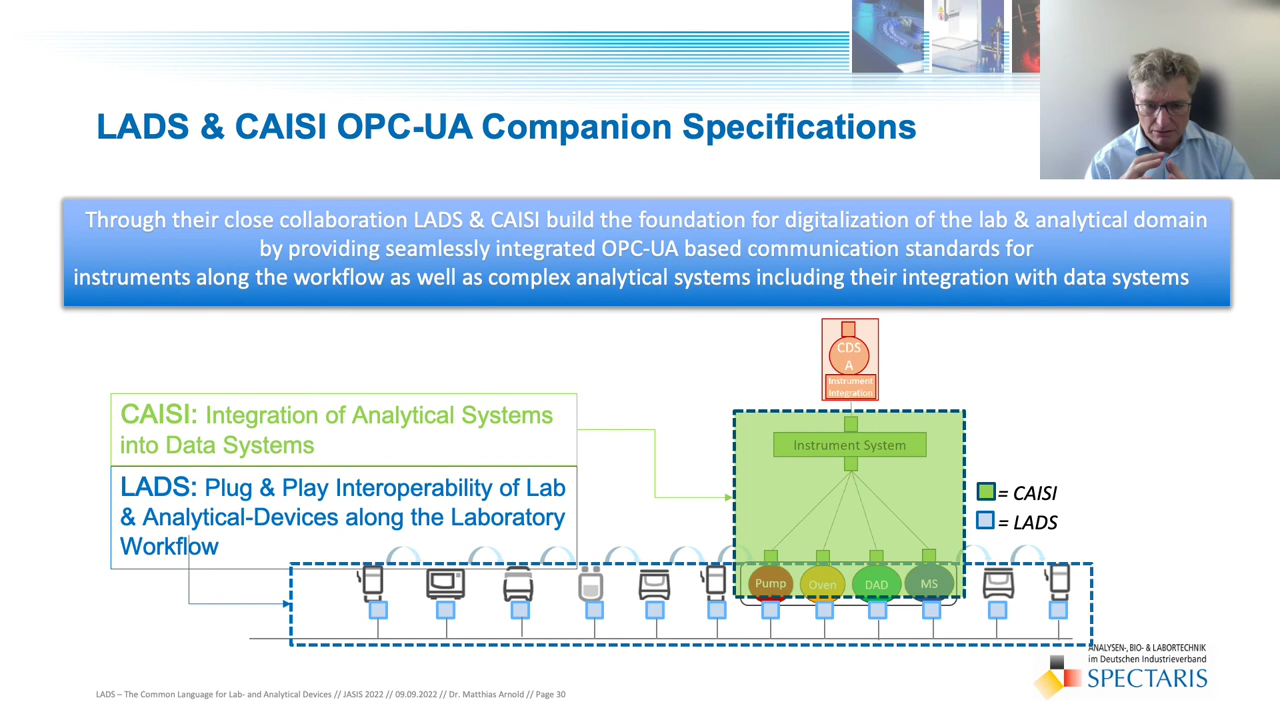 LADS & CAISI OPC-UA Companion Specifications
Through their close collaboration LADS & CAISI build the foundation for digitalization of the lab & analytical domain
by providing seamlessly integrated OPC-UA based communication standards for
instruments along the workflow as well as complex analytical systems including their integration with data systems
CDS
A
Instrument
Integration
CAISI: Integration of Analytical Systems
into Data Systems
Instrument System
LADS: Plug & Play Interoperability of Lab
& Analytical-Devices along the Laboratory
Workflow
= CAISI
= LADS
Pump
Oven
DAD
MS
ANALYSEN-, BIO- & LABORTECHNIK
im Deutschen Industrieverband
SPECTARIS
LADS – The Common Language for Lab- and Analytical Devices // JASIS 2022 // 09.09.2022 // Dr. Matthias Arnold // Page 30